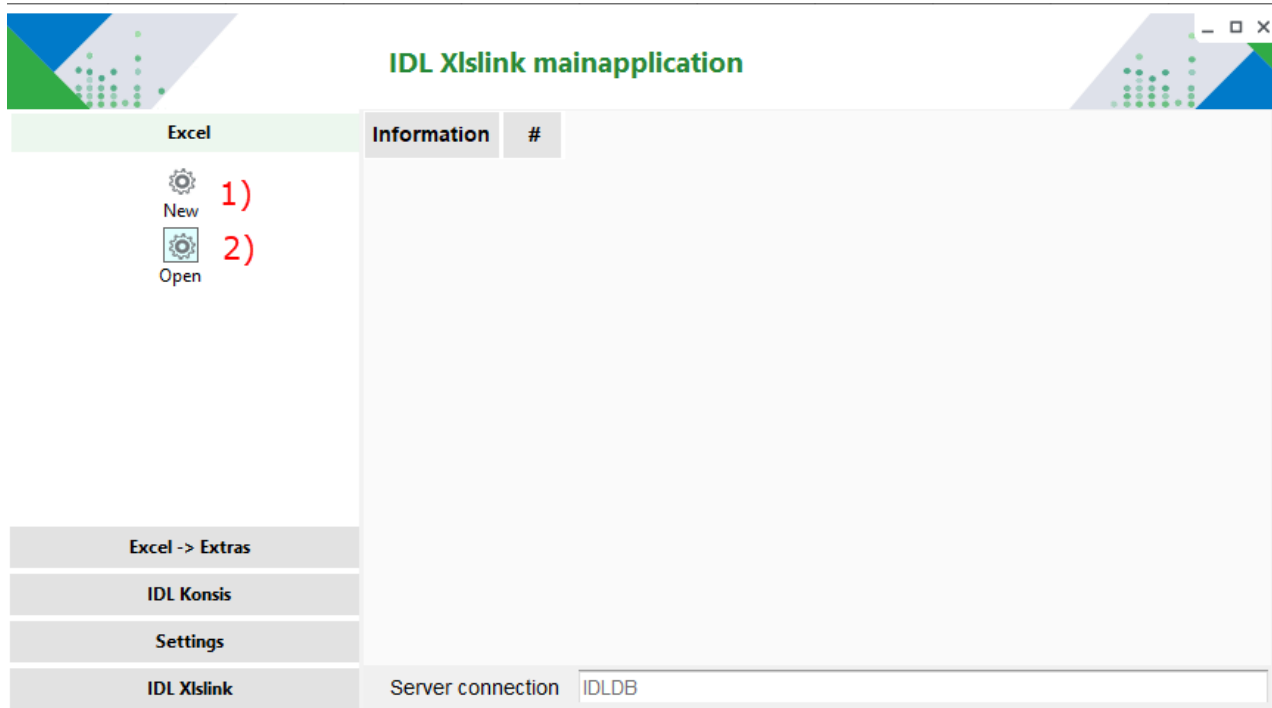 IDL Xlslink mainapplication
Excel
Information #
New 1)
Open 2)
Excel -> Extras
IDL Konsis
Settings
IDL Xlslink
Server connection IDLDB